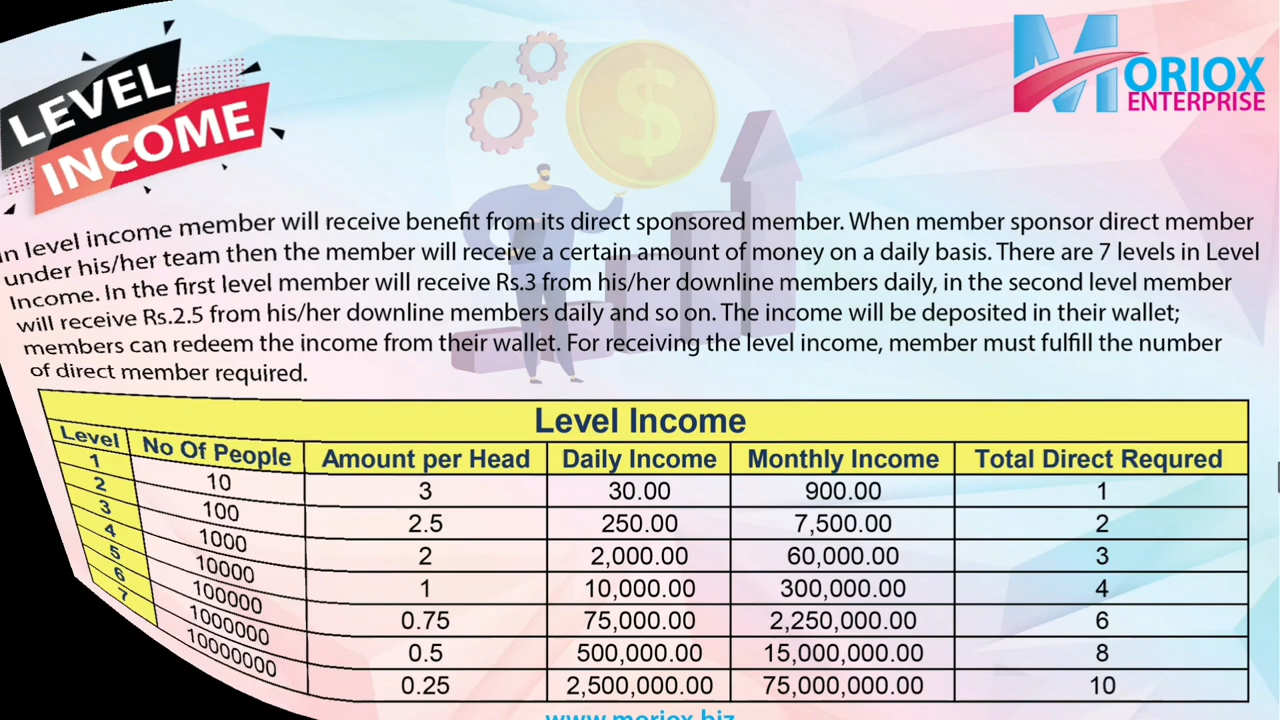 LEVEL
INCOME
MORIOX
ENTERPRISE
In level income member will receive benefit from its direct sponsored member. When member sponsor direct member
under his/her team then the member will receive a certain amount of money on a daily basis. There are 7 levels in Level
Income. In the first level member will receive Rs.3 from his/her downline members daily, in the second level member
will receive Rs.2.5 from his/her downline members daily and so on. The income will be deposited in their wallet;
members can redeem the income from their wallet. For receiving the level income, member must fulfill the number
of direct member required.
Level Income
Level No Of People Amount per Head Daily Income Monthly Income Total Direct Requred
1 10 3 30.00 900.00 1
2 100 2.5 250.00 7,500.00 2
3 1000 2 2,000.00 60,000.00 3
4 10000 1 10,000.00 300,000.00 4
5 100000 0.75 75,000.00 2,250,000.00 6
6 1000000 0.5 500,000.00 15,000,000.00 8
7 10000000 0.25 2,500,000.00 75,000,000.00 10
www.moriox.biz